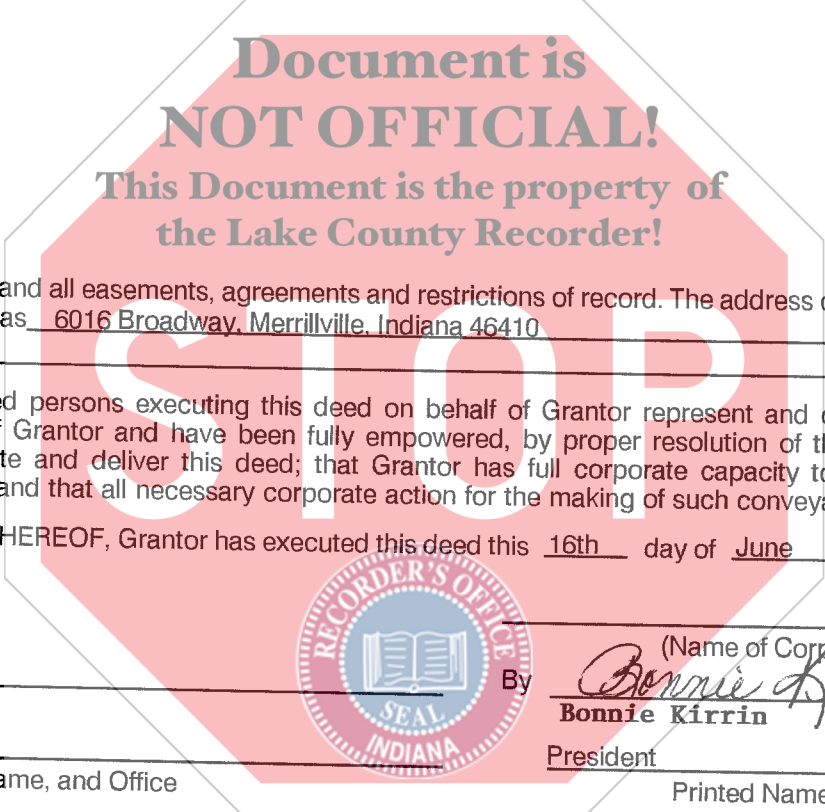 Document is
NOT OFFICIAL!
This Document is the property of
the Lake County Recorder!
and all easements, agreements and restrictions of record. The address
as 6016 Broadway, Merrillville, Indiana 46410
STOP
persons executing this deed on behalf of Grantor represent and
Grantor and have been fully empowered, by proper resolution of
and deliver this deed; that Grantor has full corporate capacity to
and that all necessary corporate action for the making of such
HEREOF, Grantor has executed this deed this 16th day of June
RECORDER'S OFFICE
(Name of
By Bonnie
SEAL
Bonnie Kirrin
INDIANA
President
ame, and Office
Printed Name